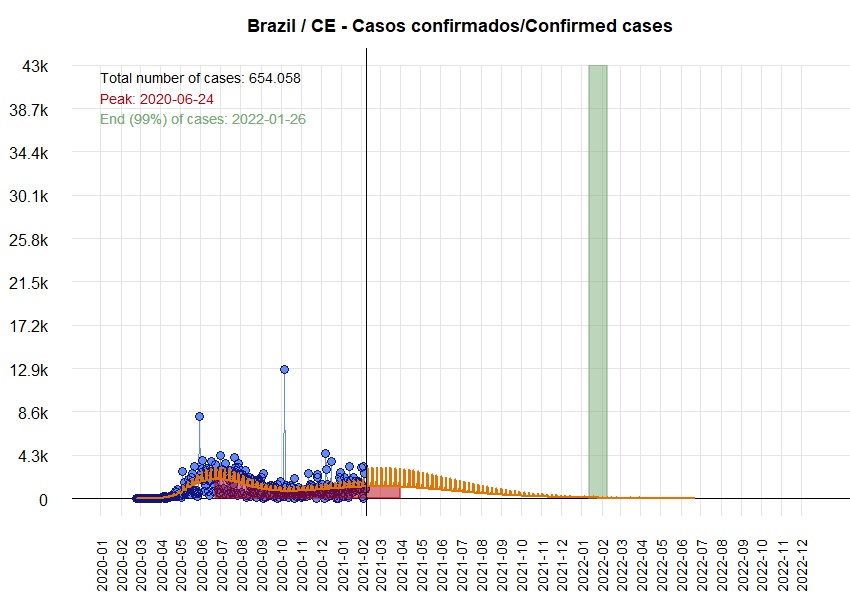 Brazil / CE - Casos confirmados/Confirmed cases
Total number of cases: 654.058
Peak: 2020-06-24
End (99%) of cases: 2022-01-26
43k
38.7k
34.4k
30.1k
25.8k
21.5k
17.2k
12.9k
8.6k
4.3k
0
2020-01
2020-02
2020-03
2020-04
2020-05
2020-06
2020-07
2020-08
2020-09
2020-10
2020-11
2020-12
2021-01
2021-02
2021-03
2021-04
2021-05
2021-06
2021-07
2021-08
2021-09
2021-10
2021-11
2021-12
2022-01
2022-02
2022-03
2022-04
2022-05
2022-06
2022-07
2022-08
2022-09
2022-10
2022-11
2022-12